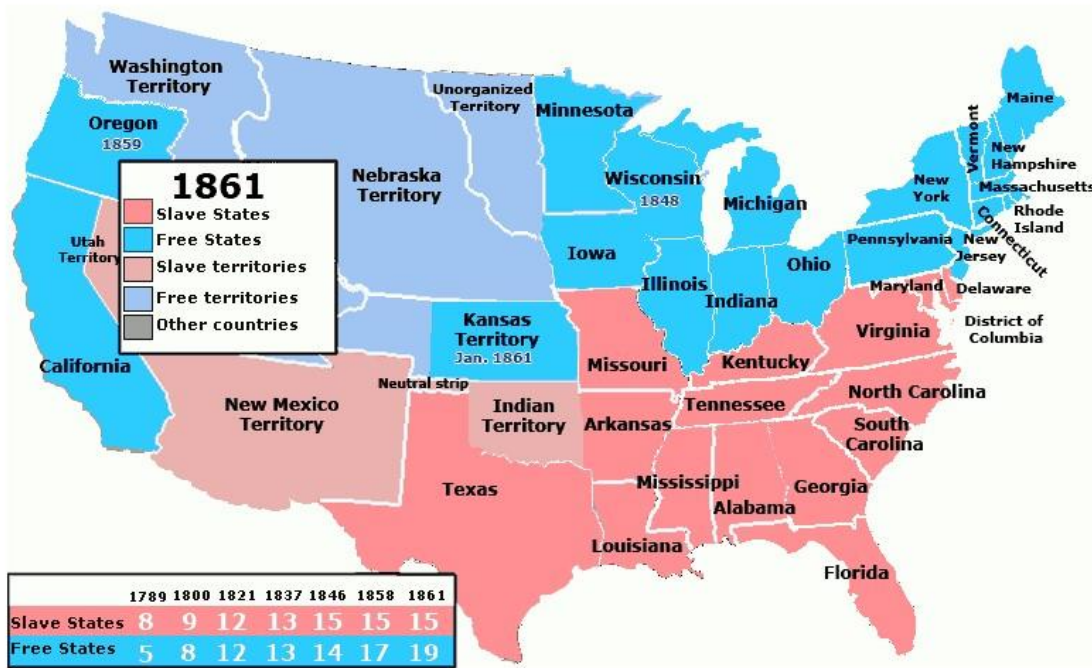 Washington
Territory
Oregon
1859
Unorganized
Territory
Minnesota
Nebraska
Territory
Wisconsin
1848
Michigan
Maine
Vermont
New
Hampshire
New
York
Massachusetts
Rhode
Island
Connecticut
Pennsylvania
New
Jersey
1861
Slave States
Free States
Slave territories
Free territories
Other countries
Utah
Territory
Iowa
Illinois
Indiana
Ohio
Maryland
Delaware
District of
Columbia
Virginia
California
Kansas
Territory
Jan. 1861
Missouri
Kentucky
Neutral strip
New Mexico
Territory
Indian
Territory
Arkansas
Tennessee
North Carolina
South
Carolina
Texas
Mississippi
Alabama
Georgia
Louisiana
Florida
1789 1800 1821 1837 1846 1858 1861
Slave States 8 9 12 13 15 15 15
Free States 5 8 12 13 14 17 19